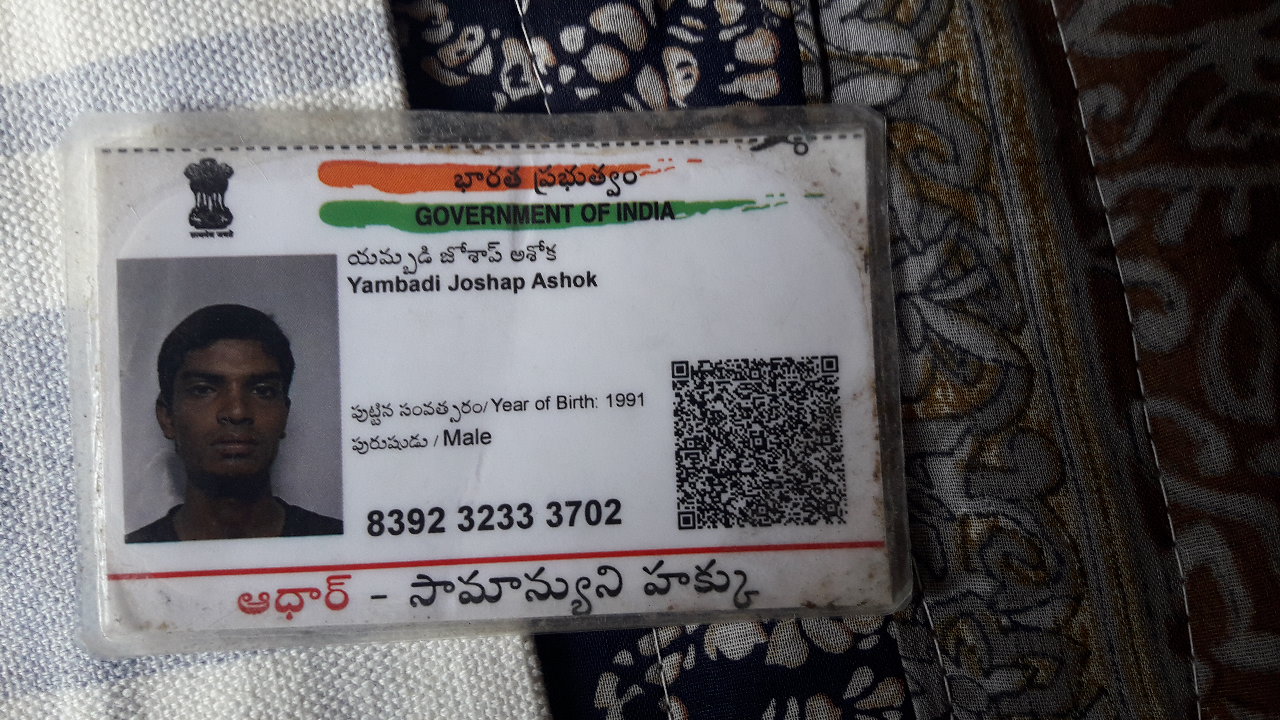 భారత ప్రభుత్వం
GOVERNMENT OF INDIA
యమ్బడి జోశాప్ అశోక
Yambadi Joshap Ashok
పుట్టిన సంవత్సరం/Year of Birth: 1991
పురుషుడు / Male
8392 3233 3702
ఆధార్ - సామాన్యుని హక్కు